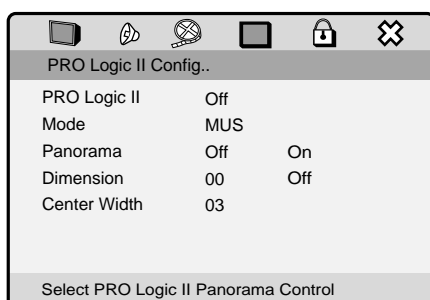 PRO Logic II Config..
PRO Logic II Off
Mode MUS
Panorama Off On
Dimension 00 Off
Center Width 03
Select PRO Logic II Panorama Control